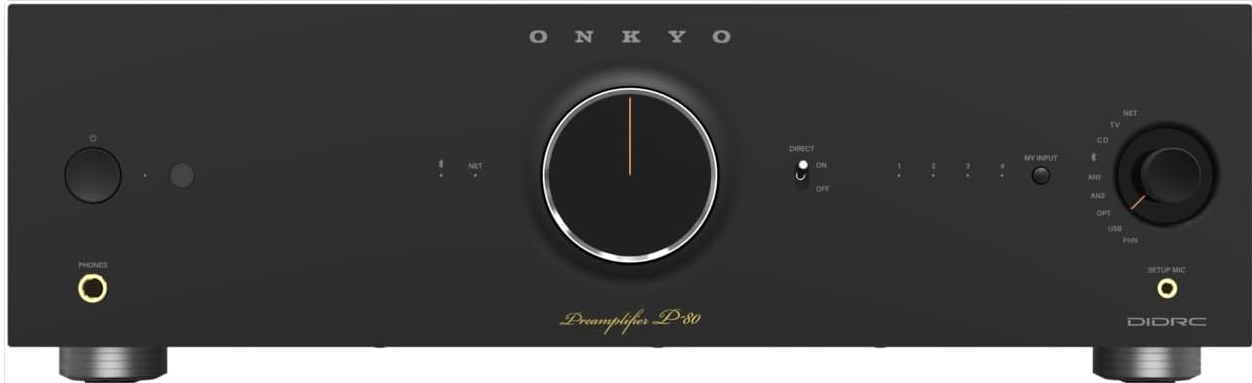 ONKYO
NET
TV
CD
AN1
AN2
OPT
USB
PHN
NET
DIRECT
ON
OFF
1 2 3 4
MY INPUT
PHONES
SETUP MIC
Preamplifier P-80
DIDRC